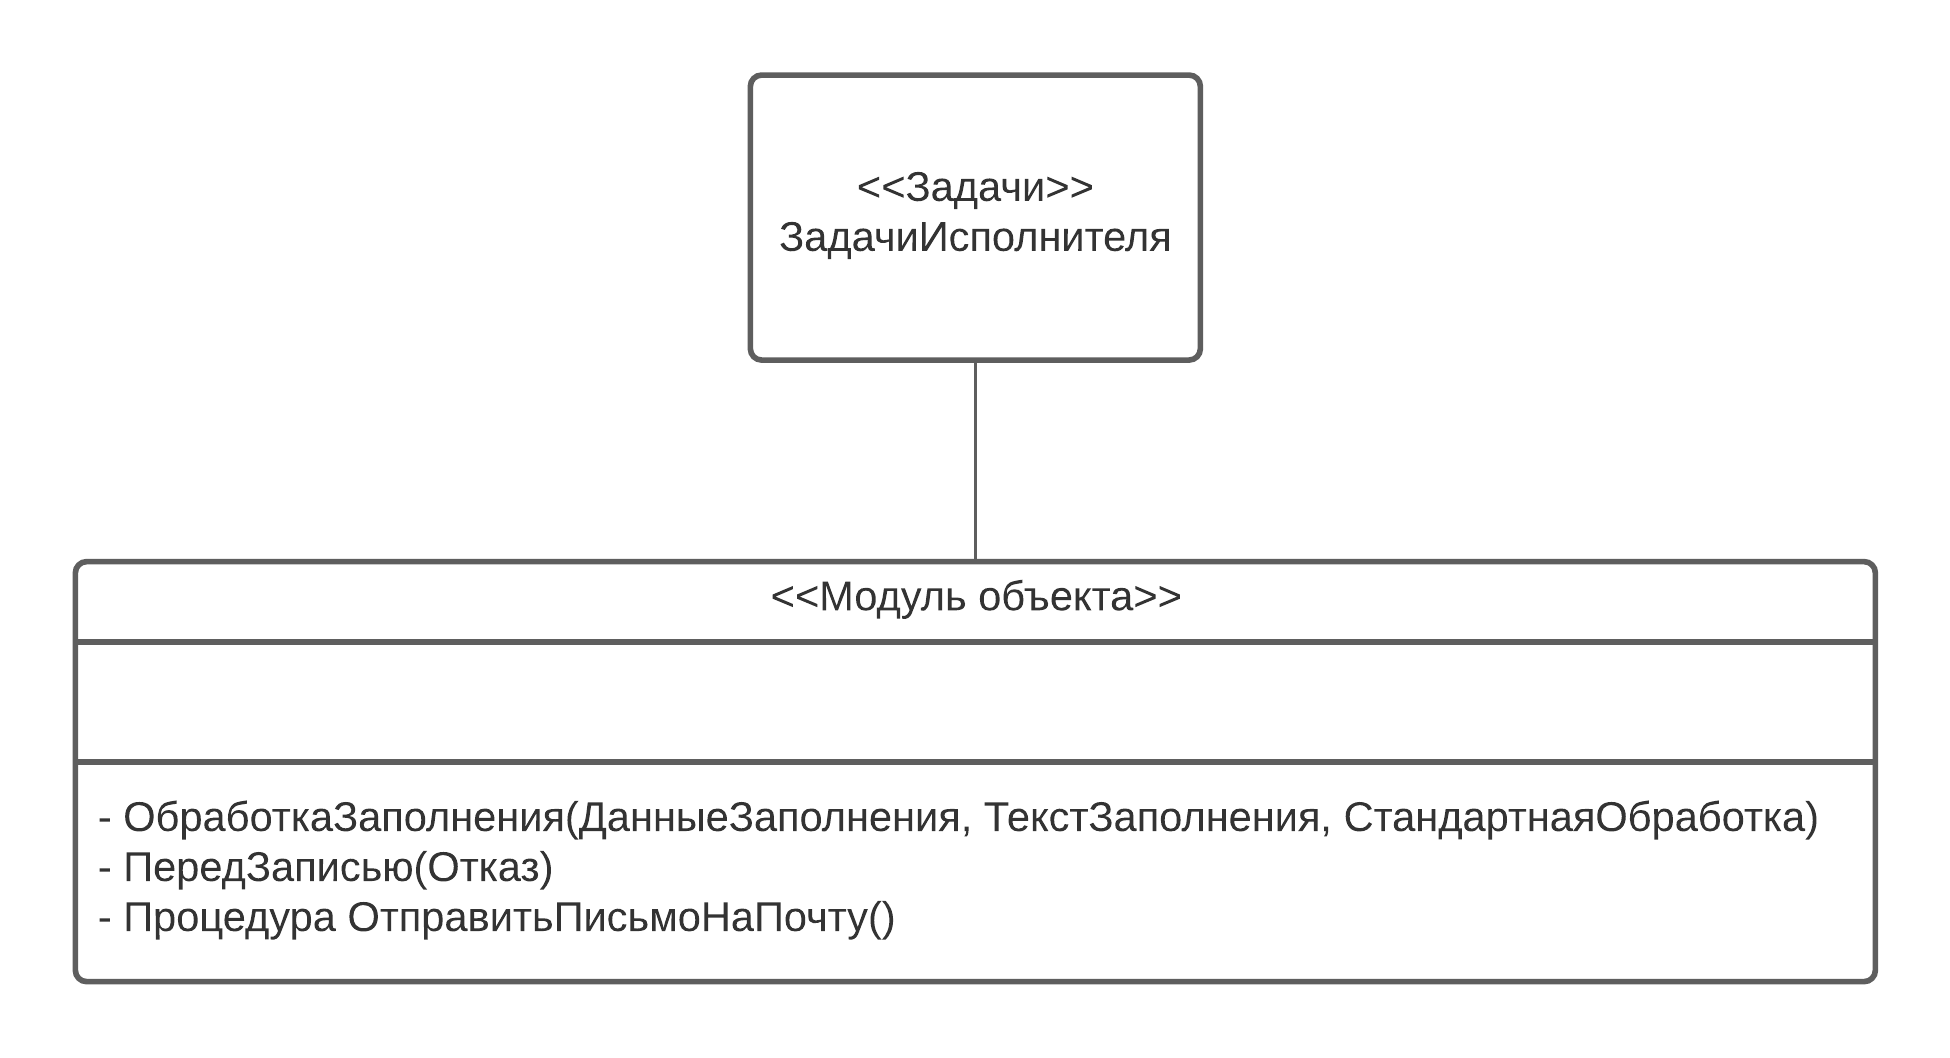 <<Задачи>>
ЗадачиИсполнителя
<<Модуль объекта>>
- ОбработкаЗаполнения(ДанныеЗаполнения, ТекстЗаполнения, СтандартнаяОбработка)
- ПередЗаписью(Отказ)
- Процедура ОтправитьПисьмоНаПочту()